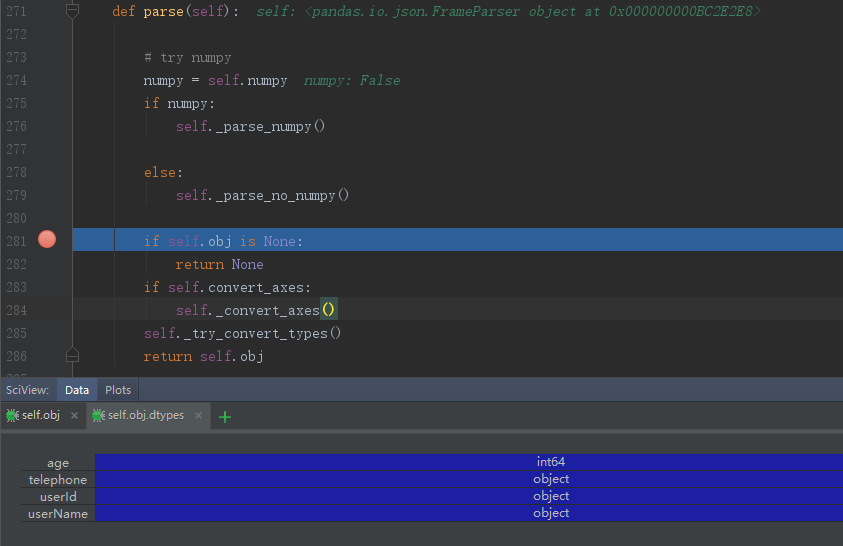 271 def parse(self): self: <pandas.io.json.FrameParser object at 0x000000000BC2E2E8>
272
273 # try numpy
274 numpy = self.numpy numpy: False
275 if numpy:
276 self._parse_numpy()
277
278 else:
279 self._parse_no_numpy()
280
281 if self.obj is None:
282 return None
283 if self.convert_axes:
284 self._convert_axes()
285 self._try_convert_types()
286 return self.obj
SciView: Data Plots
self.obj × self.obj.dtypes × +
age int64
telephone object
userId object
userName object